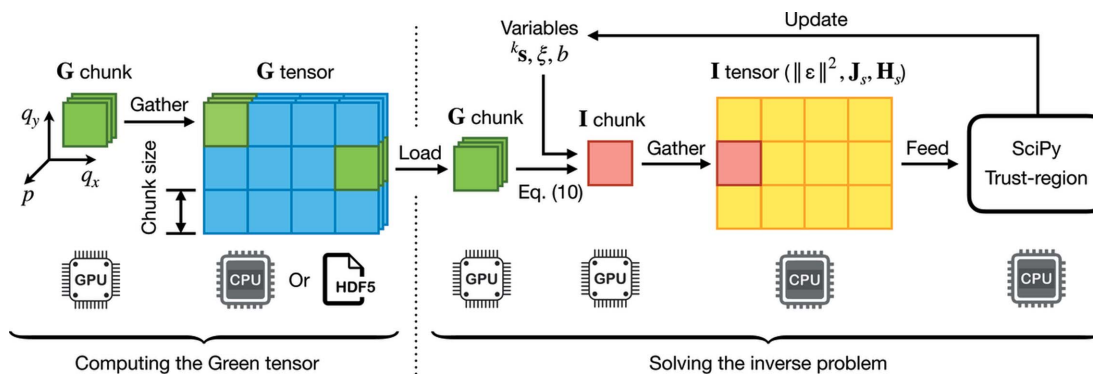 Update
Variables
ᵏ𝐬, ξ, b
𝐆 chunk
𝐆 tensor
𝐈 tensor (‖ε‖², 𝐉ₛ, 𝐇ₛ)
q_y
Gather
𝐆 chunk
𝐈 chunk
Load
Gather
Feed
SciPy
Trust-region
q_x
p
Chunk size
Eq. (10)
GPU
CPU
Or
HDF5
GPU
GPU
CPU
CPU
Computing the Green tensor
Solving the inverse problem